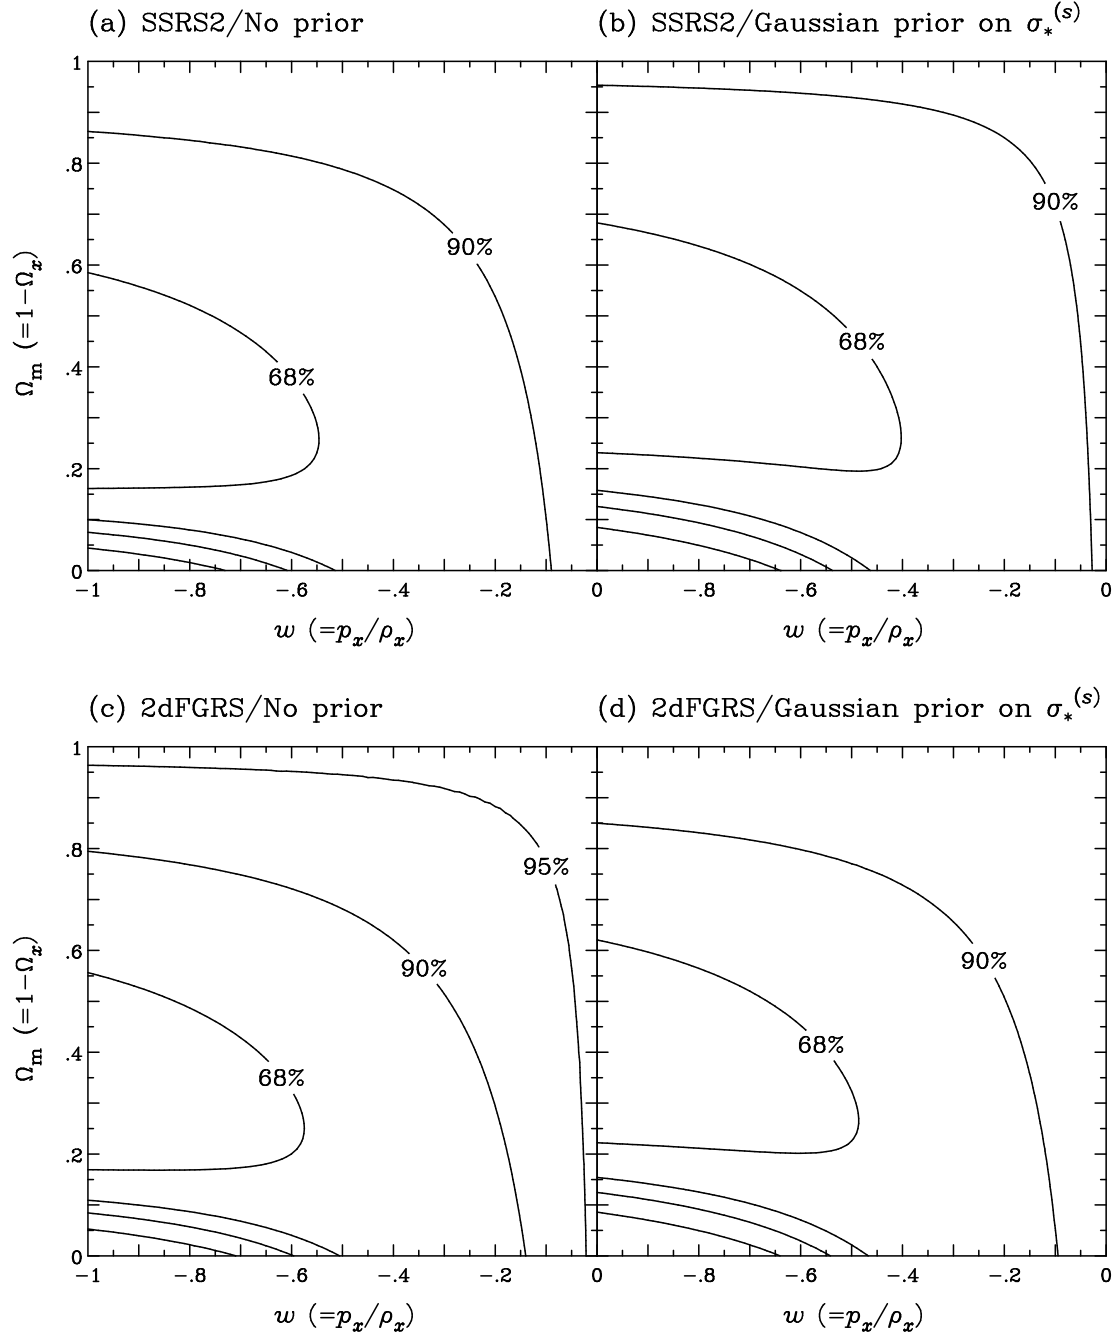 (a) SSRS2/No prior
(b) SSRS2/Gaussian prior on σ*(s)
1
.8
.6
.4
.2
0
Ωm (=1−Ωx)
90%
68%
90%
68%
-1 -.8 -.6 -.4 -.2 0 -.8 -.6 -.4 -.2 0
w (=px/ρx)
w (=px/ρx)
(c) 2dFGRS/No prior
(d) 2dFGRS/Gaussian prior on σ*(s)
1
.8
.6
.4
.2
0
Ωm (=1−Ωx)
95%
90%
68%
90%
68%
-1 -.8 -.6 -.4 -.2 0 -.8 -.6 -.4 -.2 0
w (=px/ρx)
w (=px/ρx)